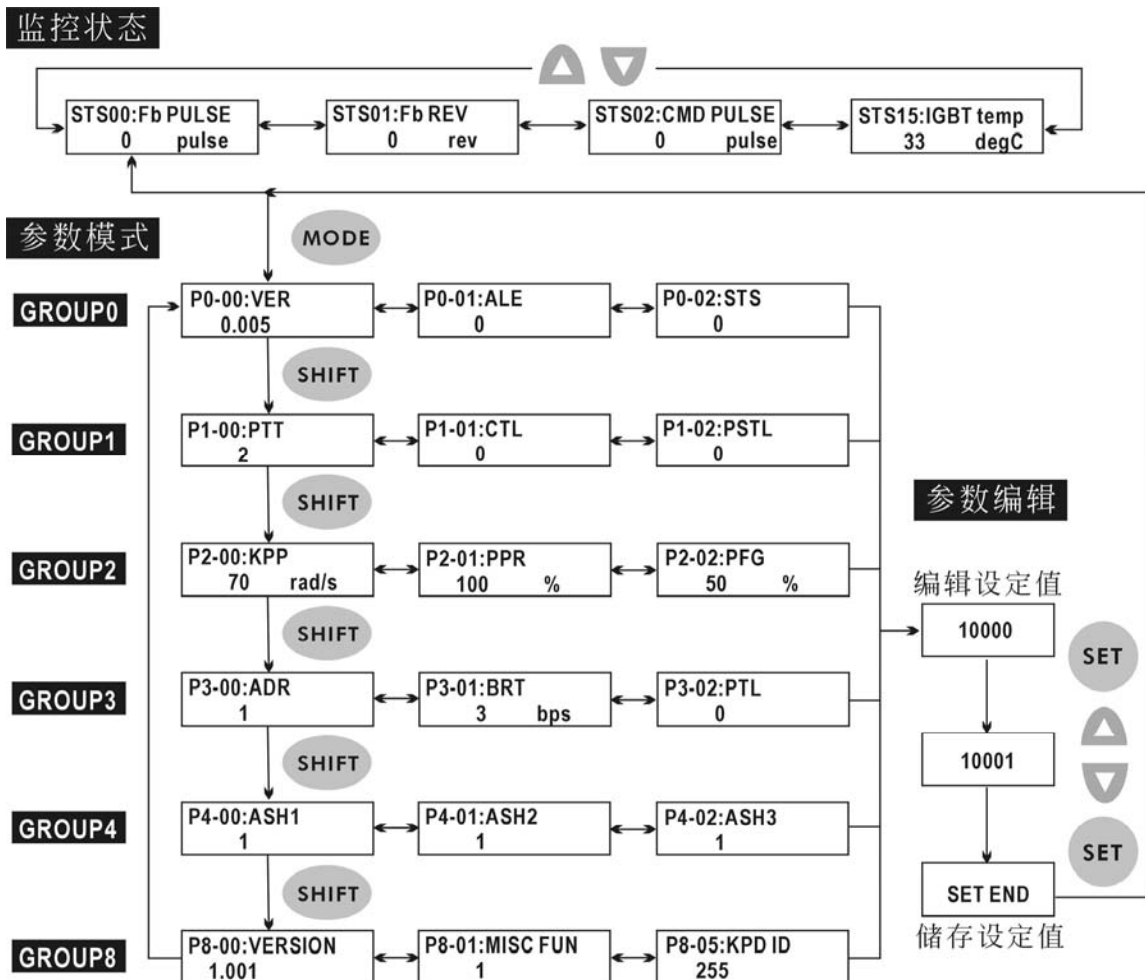 监控状态
STS00:Fb PULSE
0 pulse
STS01:Fb REV
0 rev
STS02:CMD PULSE
0 pulse
STS15:IGBT temp
33 degC
参数模式
MODE
GROUP0
P0-00:VER
0.005
P0-01:ALE
0
P0-02:STS
0
SHIFT
GROUP1
P1-00:PTT
2
P1-01:CTL
0
P1-02:PSTL
0
SHIFT
GROUP2
P2-00:KPP
70 rad/s
P2-01:PPR
100 %
P2-02:PFG
50 %
SHIFT
GROUP3
P3-00:ADR
1
P3-01:BRT
3 bps
P3-02:PTL
0
SHIFT
GROUP4
P4-00:ASH1
1
P4-01:ASH2
1
P4-02:ASH3
1
SHIFT
GROUP8
P8-00:VERSION
1.001
P8-01:MISC FUN
1
P8-05:KPD ID
255
参数编辑
编辑设定值
10000
SET
10001
SET
SET END
储存设定值